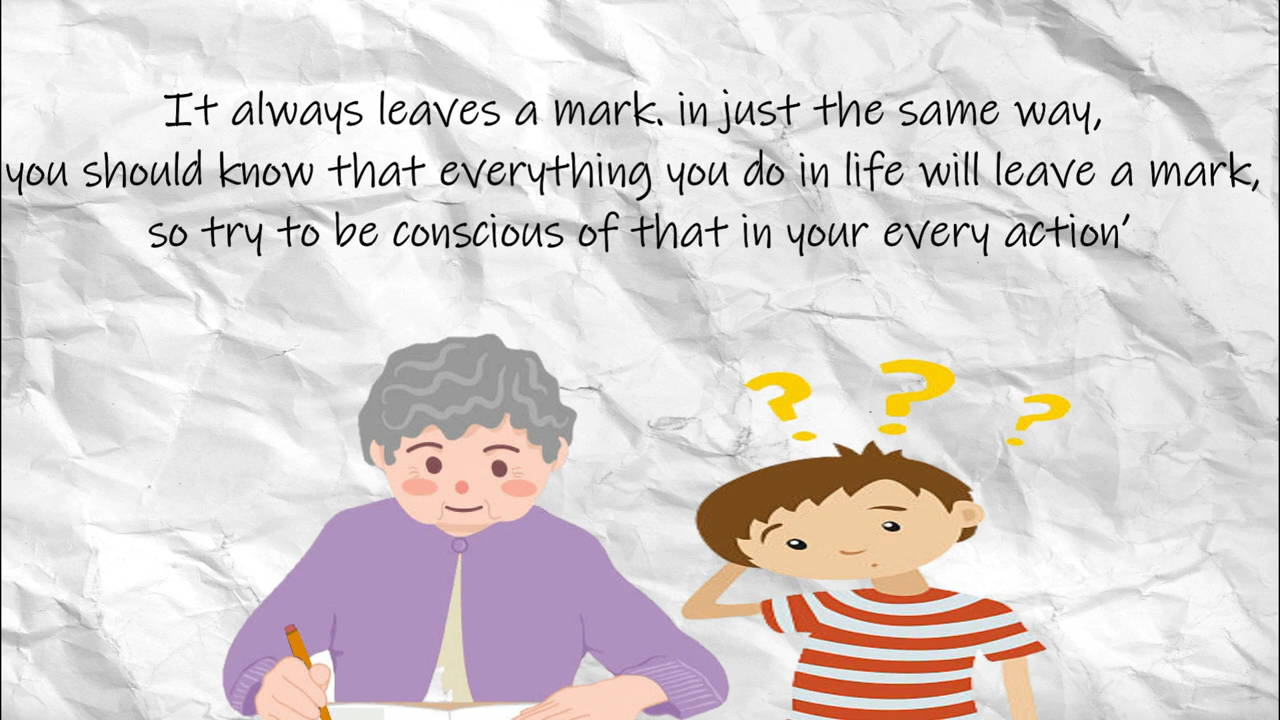 It always leaves a mark. in just the same way,
you should know that everything you do in life will leave a mark,
so try to be conscious of that in your every action’
? ? ?